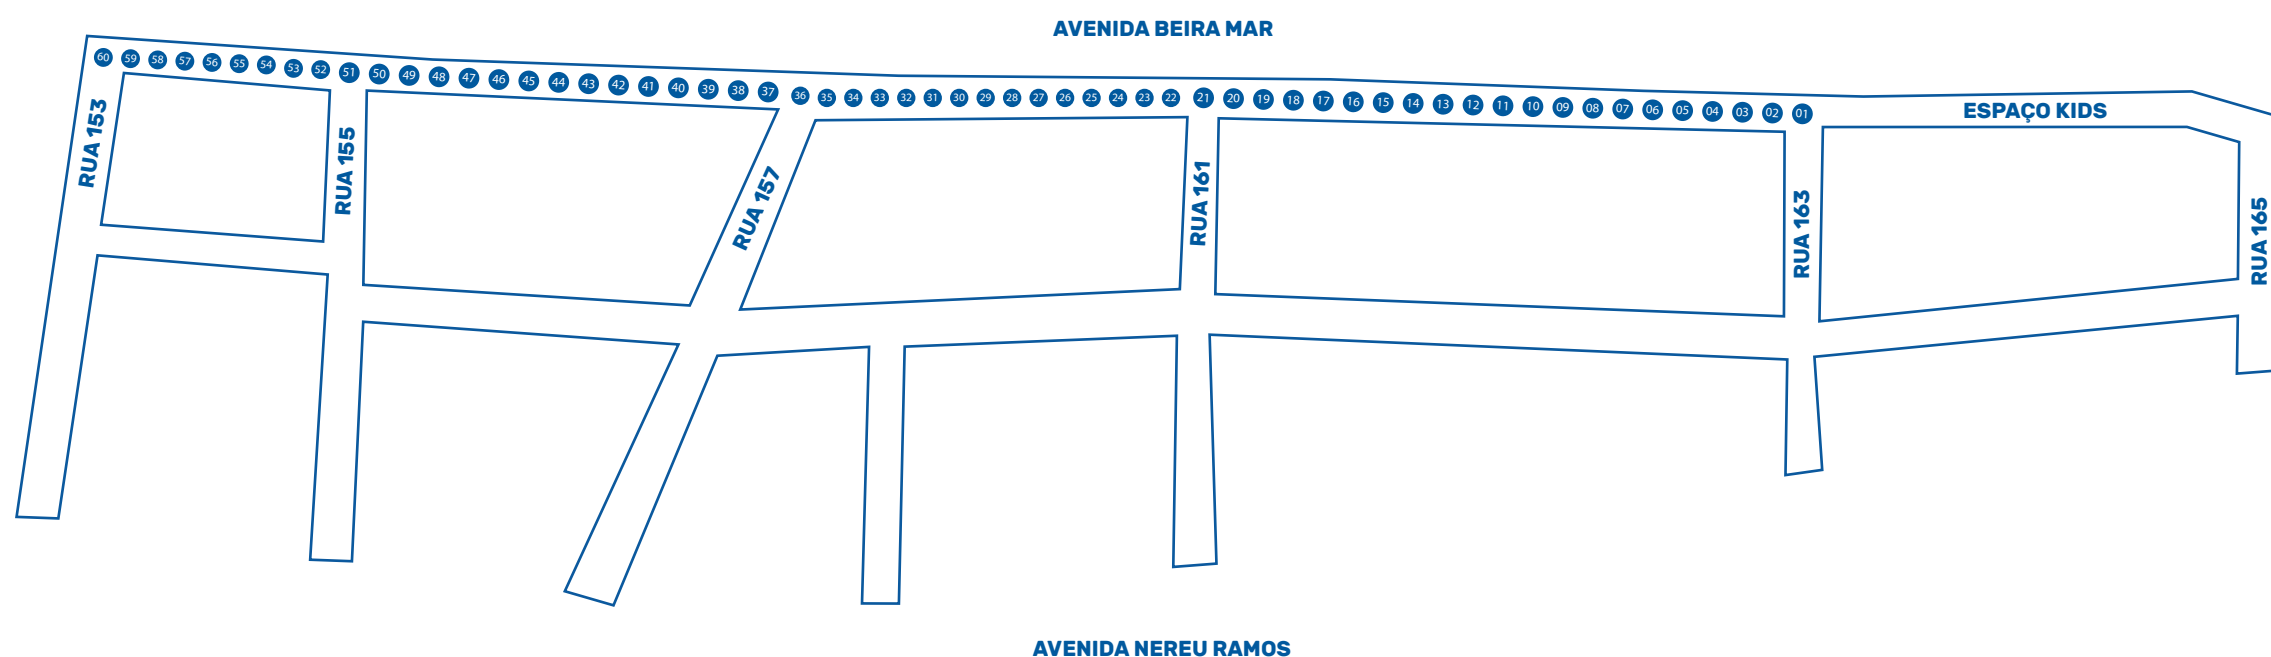 AVENIDA BEIRA MAR
60 59 58 57 56 55 54 53 52 51 50 49 48 47 46 45 44 43 42 41 40 39 38 37 36 35 34 33 32 31 30 29 28 27 26 25 24 23 22 21 20 19 18 17 16 15 14 13 12 11 10 09 08 07 06 05 04 03 02 01
ESPAÇO KIDS
RUA 153
RUA 155
RUA 157
RUA 161
RUA 163
RUA 165
AVENIDA NEREU RAMOS